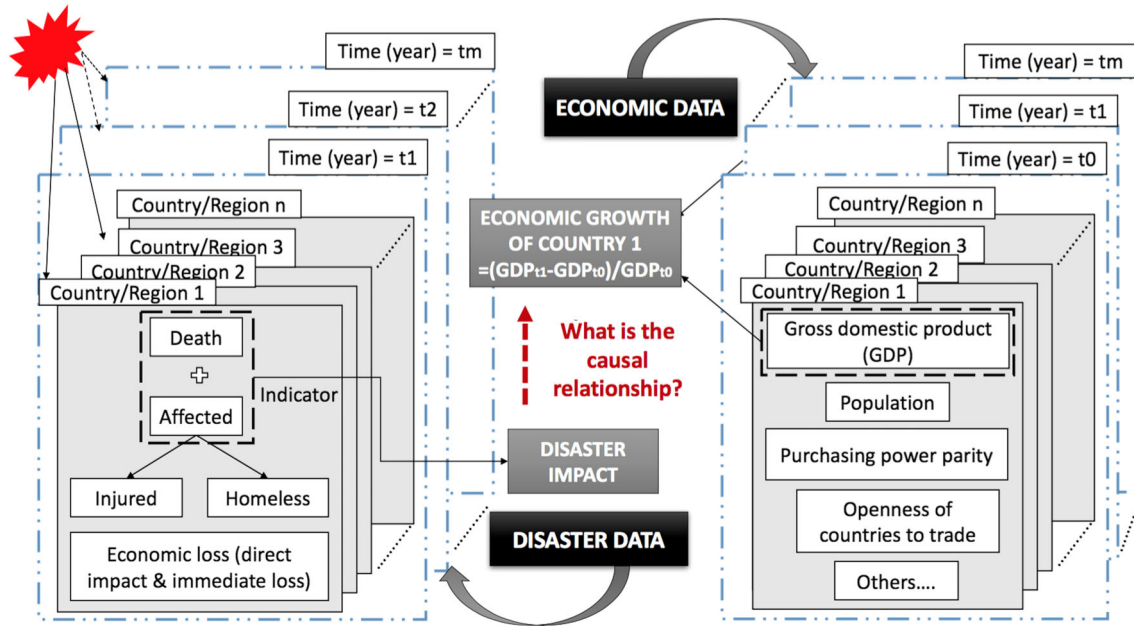 Time (year) = tm
Time (year) = t2
Time (year) = t1
Country/Region n
Country/Region 3
Country/Region 2
Country/Region 1
Death
Affected
Indicator
Injured
Homeless
Economic loss (direct
impact & immediate loss)
ECONOMIC DATA
ECONOMIC GROWTH
OF COUNTRY 1
=(GDPt1-GDPt0)/GDPt0
What is the
causal
relationship?
DISASTER
IMPACT
DISASTER DATA
Time (year) = tm
Time (year) = t1
Time (year) = t0
Country/Region n
Country/Region 3
Country/Region 2
Country/Region 1
Gross domestic product
(GDP)
Population
Purchasing power parity
Openness of
countries to trade
Others....